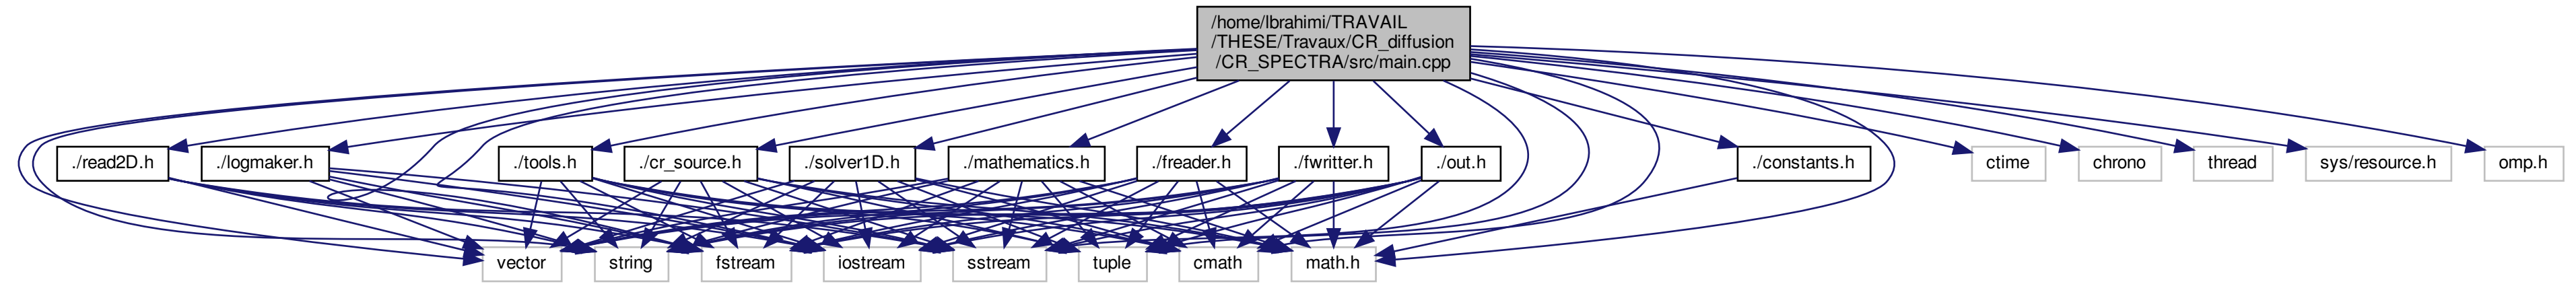 /home/lbrahimi/TRAVAIL
/THESE/Travaux/CR_diffusion
/CR_SPECTRA/src/main.cpp
./read2D.h
./logmaker.h
./tools.h
./cr_source.h
./solver1D.h
./mathematics.h
./freader.h
./fwritter.h
./out.h
./constants.h
ctime
chrono
thread
sys/resource.h
omp.h
vector
string
fstream
iostream
sstream
tuple
cmath
math.h